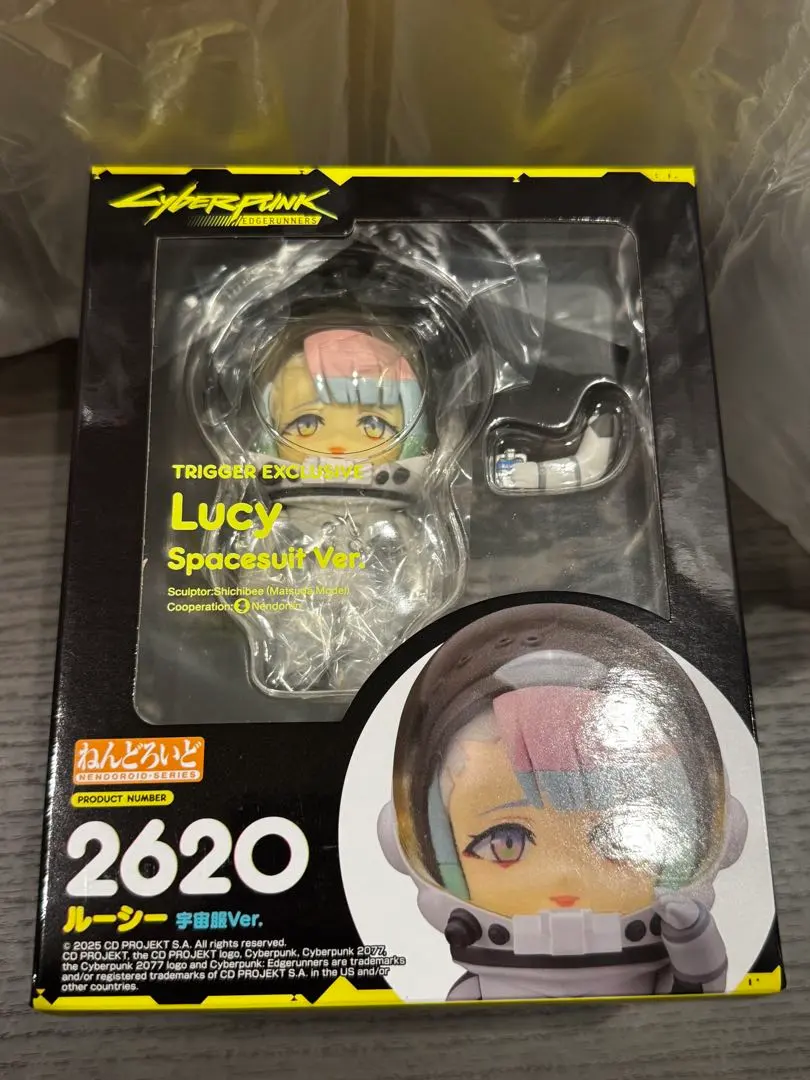 Cyberpunk
EDGERUNNERS
TRIGGER EXCLUSIVE
Lucy
Spacesuit Ver.
Sculptor:Shichibee (Matsuda Model)
Cooperation: Nendoron
ねんどろいど
NENDOROID·SERIES
PRODUCT NUMBER
2620
ルーシー 宇宙服Ver.
© 2025 CD PROJEKT S.A. All rights reserved.
CD PROJEKT, the CD PROJEKT logo, Cyberpunk, Cyberpunk 2077,
the Cyberpunk 2077 logo and Cyberpunk: Edgerunners are trademarks
and/or registered trademarks of CD PROJEKT S.A. in the US and/or
other countries.